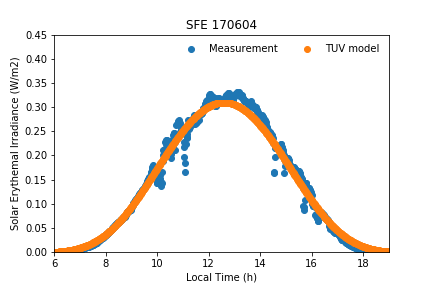 SFE 170604
Solar Erythemal Irradiance (W/m2)
0.45
0.40
0.35
0.30
0.25
0.20
0.15
0.10
0.05
0.00
Measurement TUV model
6 8 10 12 14 16 18
Local Time (h)